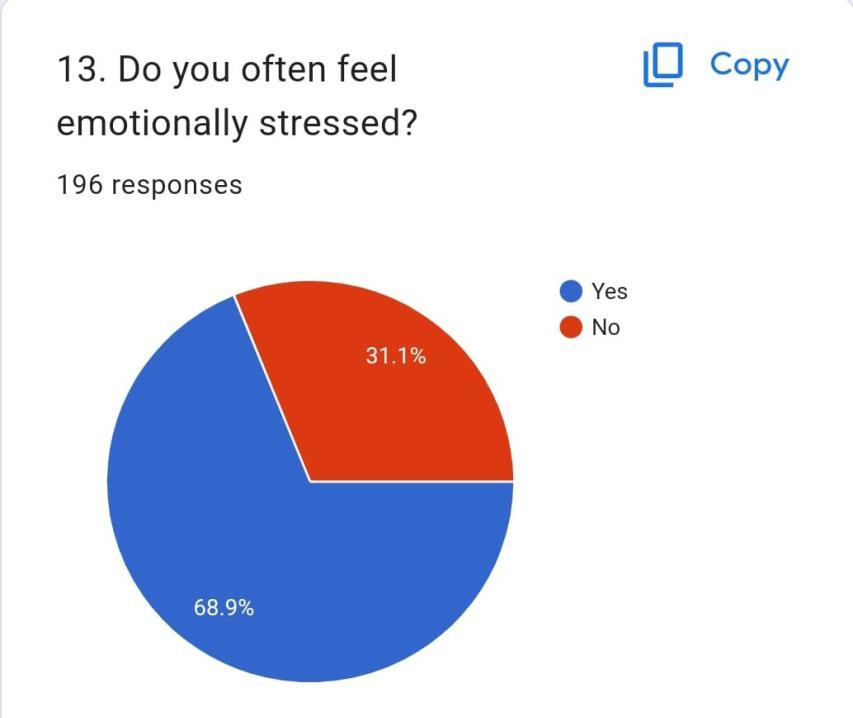 13. Do you often feel
emotionally stressed?
Copy
196 responses
Yes
No
31.1%
68.9%